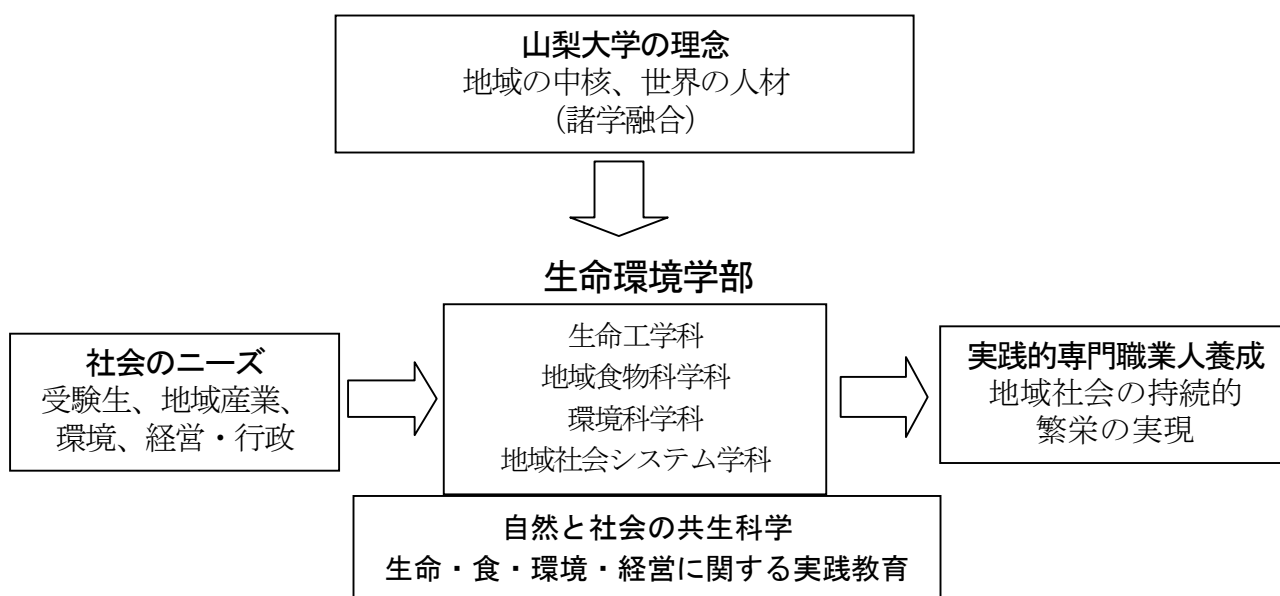 山梨大学の理念
地域の中核、世界の人材
（諸学融合）
生命環境学部
社会のニーズ
受験生、地域産業、
環境、経営・行政
生命工学科
地域食物科学科
環境科学科
地域社会システム学科
実践的専門職業人養成
地域社会の持続的
繁栄の実現
自然と社会の共生科学
生命・食・環境・経営に関する実践教育